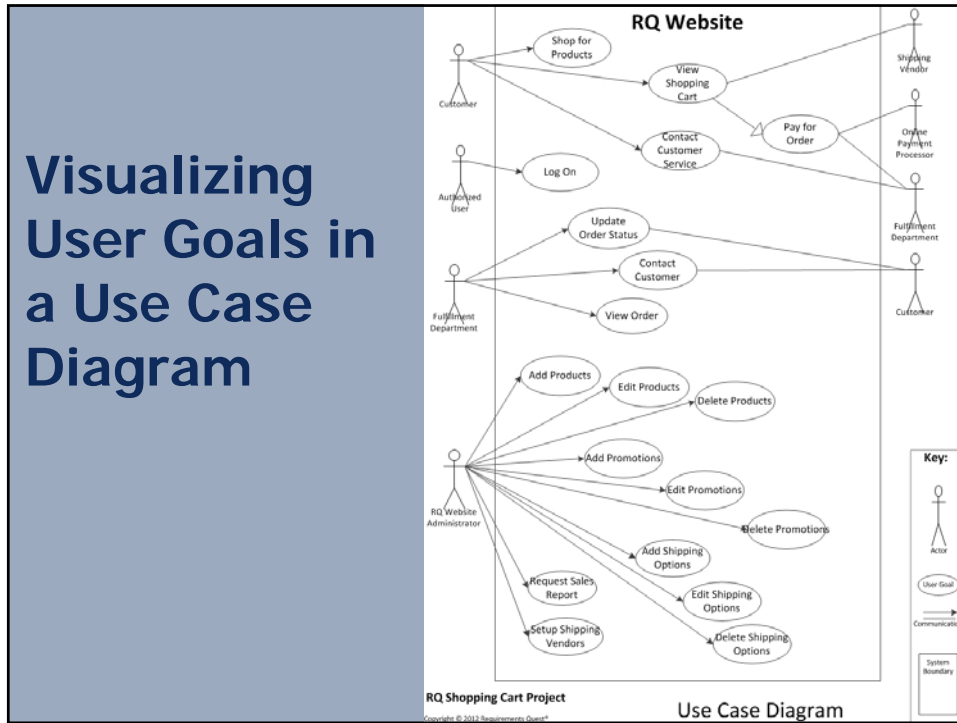 Visualizing
User Goals in
a Use Case
Diagram
RQ Website
Shop for
Products
View
Shopping
Cart
Shipping
Vendor
Customer
Pay for
Order
Online
Payment
Processor
Contact
Customer
Service
Log On
Authorized
User
Fulfillment
Department
Update
Order Status
Contact
Customer
Customer
View Order
Fulfillment
Department
Add Products
Edit Products
Delete Products
Add Promotions
Edit Promotions
Delete Promotions
RQ Website
Administrator
Add Shipping
Options
Request Sales
Report
Edit Shipping
Options
Setup Shipping
Vendors
Delete Shipping
Options
Key:
Actor
User Goal
Communication
System
Boundary
RQ Shopping Cart Project
Copyright © 2012 Requirements Quest®
Use Case Diagram